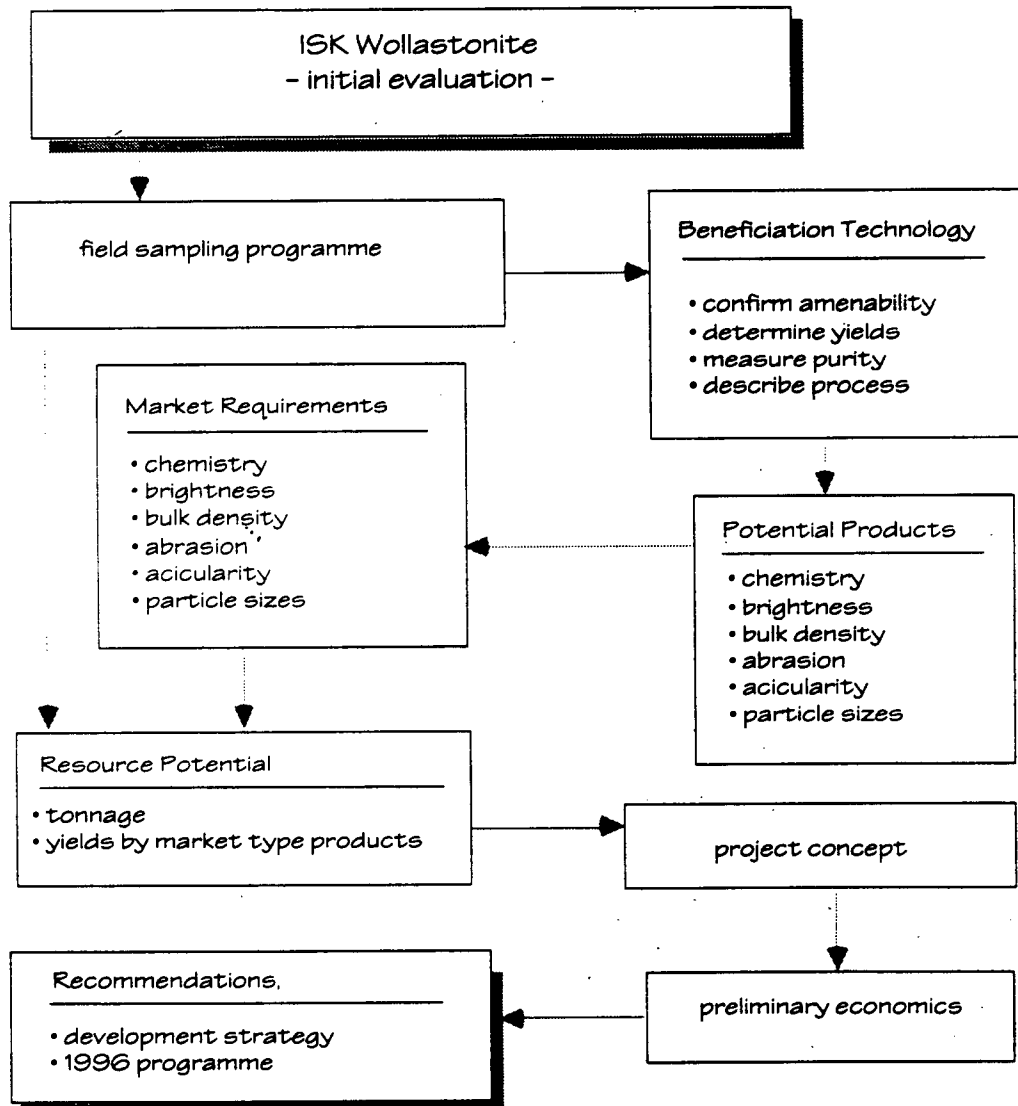 ISK Wollastonite
- initial evaluation -
field sampling programme
Beneficiation Technology
• confirm amenability
• determine yields
• measure purity
• describe process
Market Requirements
• chemistry
• brightness
• bulk density
• abrasion
• acicularity
• particle sizes
Potential Products
• chemistry
• brightness
• bulk density
• abrasion
• acicularity
• particle sizes
Resource Potential
• tonnage
• yields by market type products
project concept
Recommendations,
• development strategy
• 1996 programme
preliminary economics